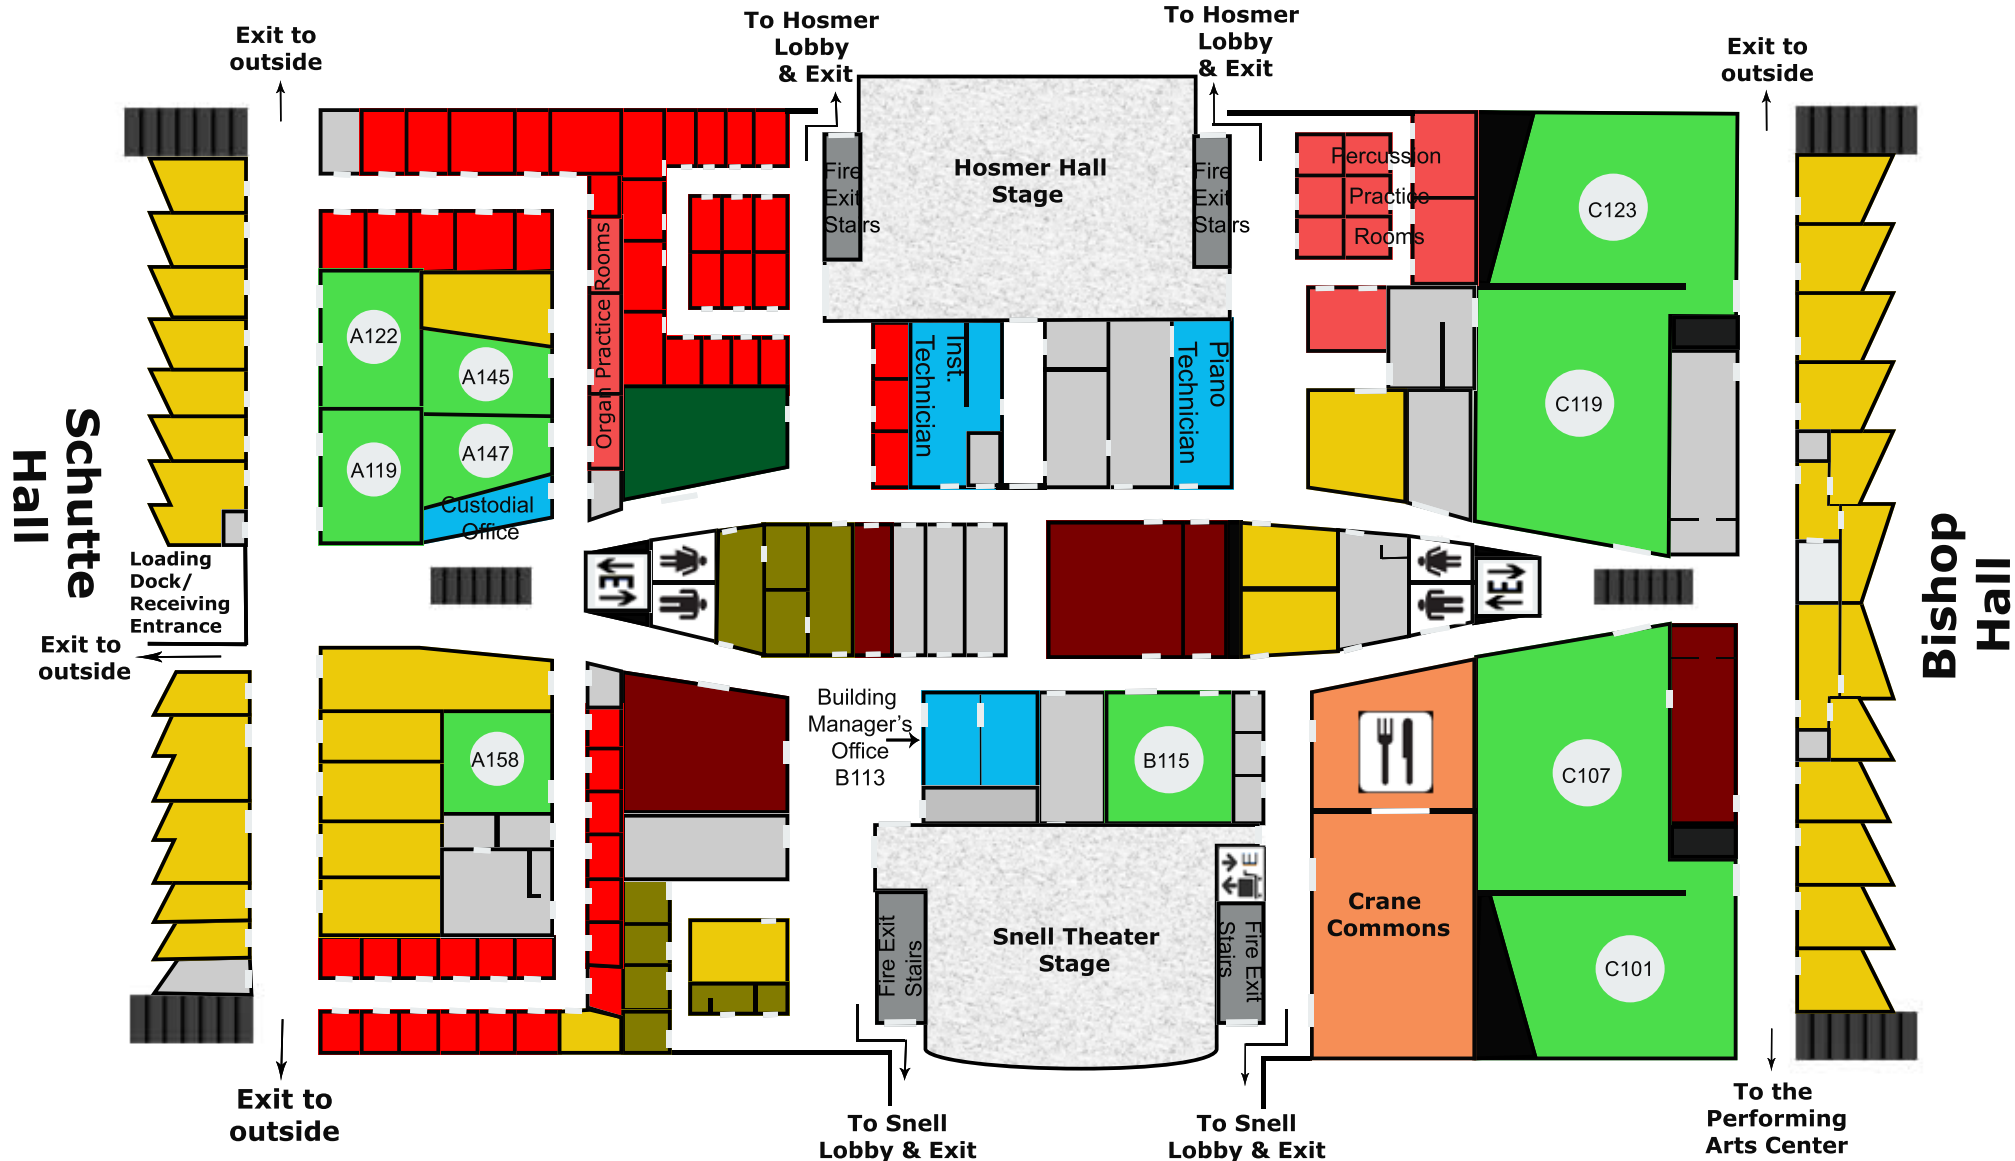 Exit to
outside
To Hosmer
Lobby
& Exit
To Hosmer
Lobby
& Exit
Exit to
outside
Fire
Exit
Stairs
Hosmer Hall
Stage
Fire
Exit
Stairs
Percussion
Practice
Rooms
C123
A122
A145
Organ Practice Rooms
Inst.
Technician
Piano
Technician
C119
A119
A147
Custodial
Office
Schutte
Hall
Loading
Dock/
Receiving
Entrance
Exit to
outside
E
E
Bishop
Hall
Building
Manager's
Office
B113
A158
B115
C107
E
Crane
Commons
Fire Exit
Stairs
Snell Theater
Stage
Fire Exit
Stairs
C101
Exit to
outside
To Snell
Lobby & Exit
To Snell
Lobby & Exit
To the
Performing
Arts Center